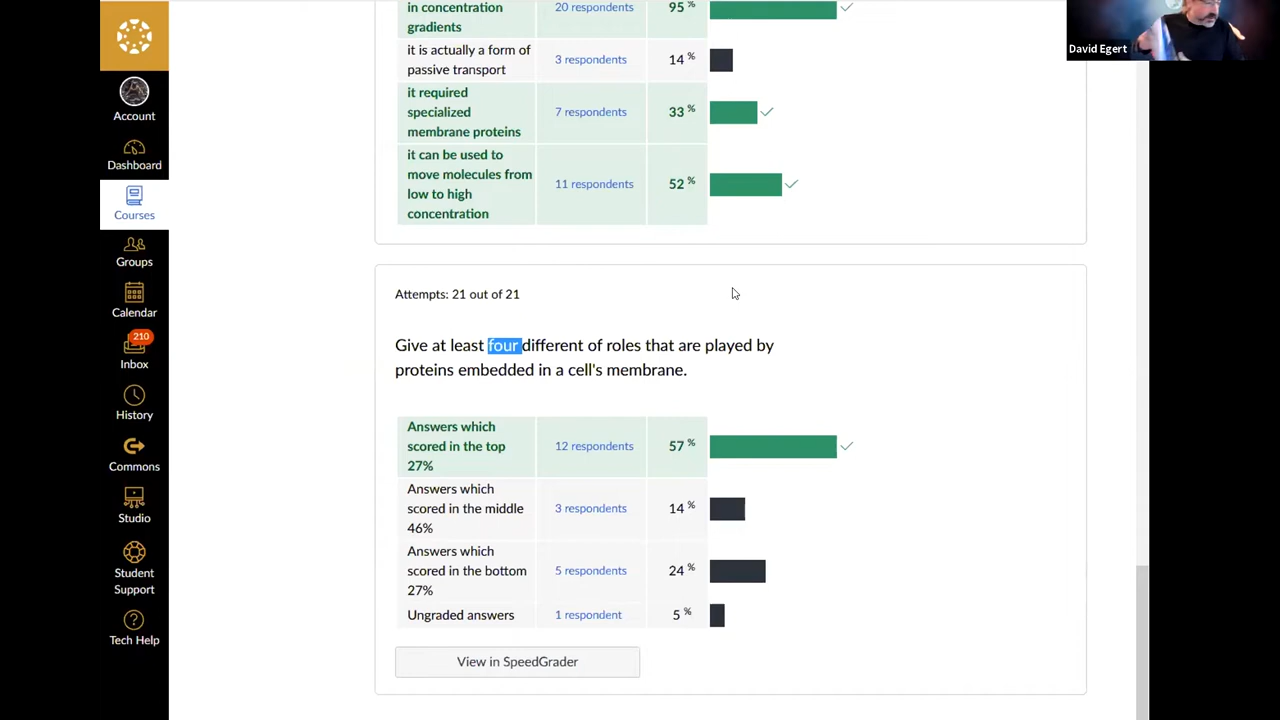 David Egert
Account
Dashboard
Courses
Groups
Calendar
210
Inbox
History
Commons
Studio
Student
Support
Tech Help
in concentration
gradients
20 respondents
95 %
it is actually a form of
passive transport
3 respondents
14 %
it required
specialized
membrane proteins
7 respondents
33 %
it can be used to
move molecules from
low to high
concentration
11 respondents
52 %
Attempts: 21 out of 21
Give at least four different of roles that are played by
proteins embedded in a cell's membrane.
Answers which
scored in the top
27%
12 respondents
57 %
Answers which
scored in the middle
46%
3 respondents
14 %
Answers which
scored in the bottom
27%
5 respondents
24 %
Ungraded answers
1 respondent
5 %
View in SpeedGrader